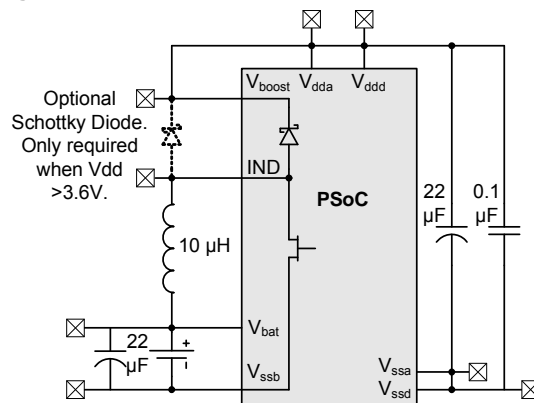 Vboost
Vdda
Vddd
Optional
Schottky Diode.
Only required
when Vdd
>3.6V.
IND
PSoC
22
µF
0.1
µF
10 µH
Vbat
22
µF
+
Vssb
Vssa
Vssd